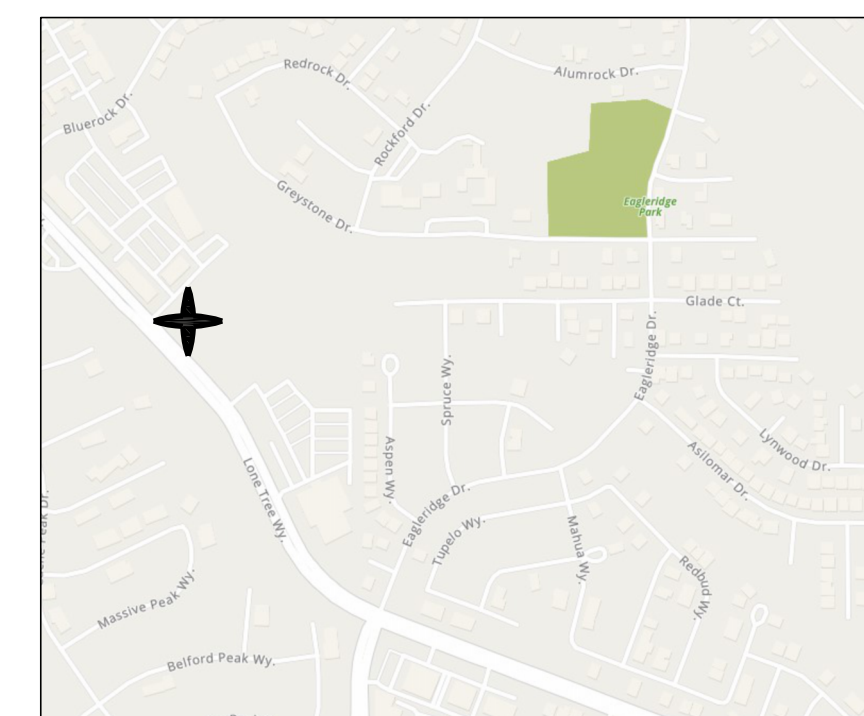 Redrock Dr.
Alumrock Dr.
Bluerock Dr.
Rockford Dr.
Greystone Dr.
Eagleridge
Park
Glade Ct.
Eagleridge Dr.
Spruce Wy.
Aspen Wy.
Lynwood Dr.
Asilomar Dr.
Lone Tree Wy.
Eagleridge Dr.
Tupelo Wy.
Mahua Wy.
Redbud Wy.
Peak Dr.
Massive Peak Wy.
Belford Peak Wy.